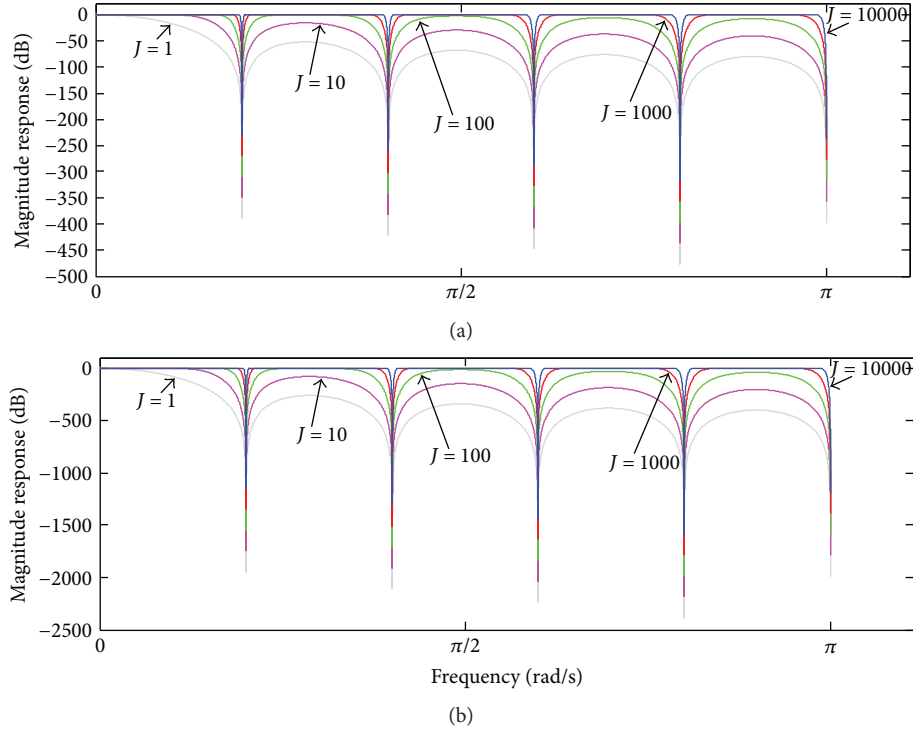 0
−50
−100
−150
−200
−250
−300
−350
−400
−450
−500
Magnitude response (dB)
J = 1
J = 10
J = 100
J = 1000
J = 10000
0
π/2
π
(a)
0
−500
−1000
−1500
−2000
−2500
Magnitude response (dB)
J = 1
J = 10
J = 100
J = 1000
J = 10000
0
π/2
π
Frequency (rad/s)
(b)